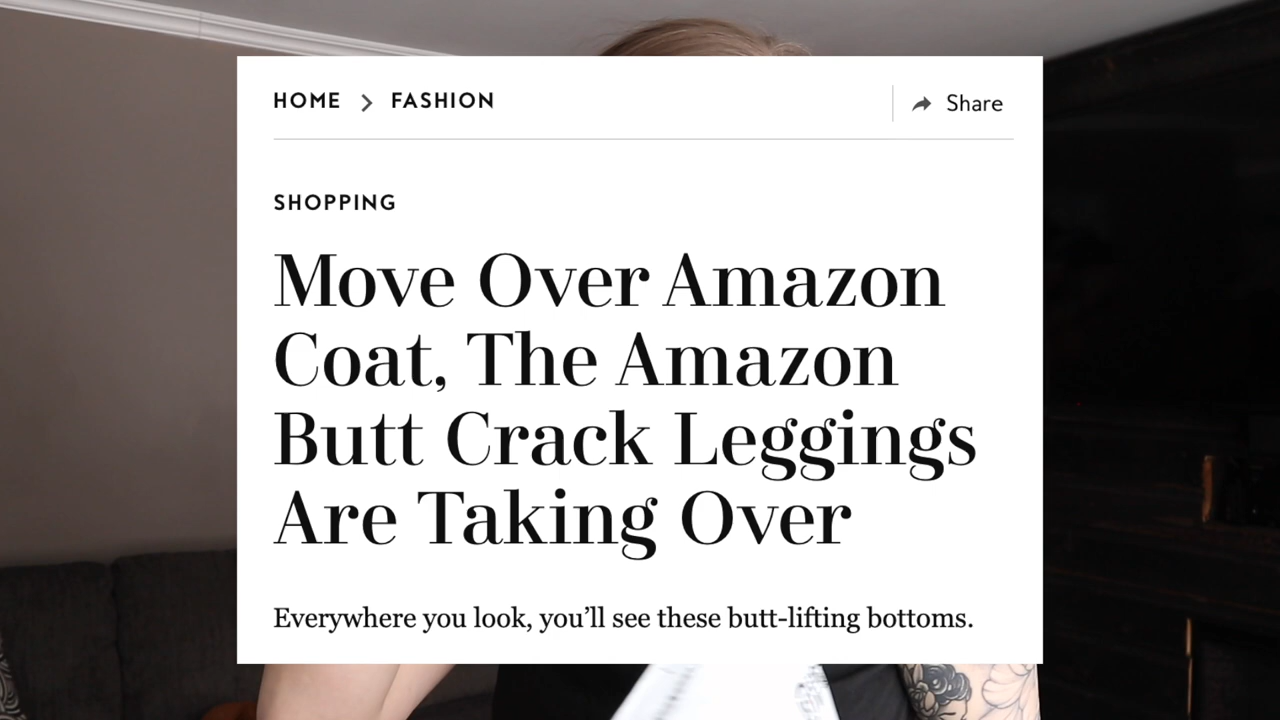 HOME > FASHION
Share
SHOPPING
Move Over Amazon
Coat, The Amazon
Butt Crack Leggings
Are Taking Over
Everywhere you look, you’ll see these butt-lifting bottoms.